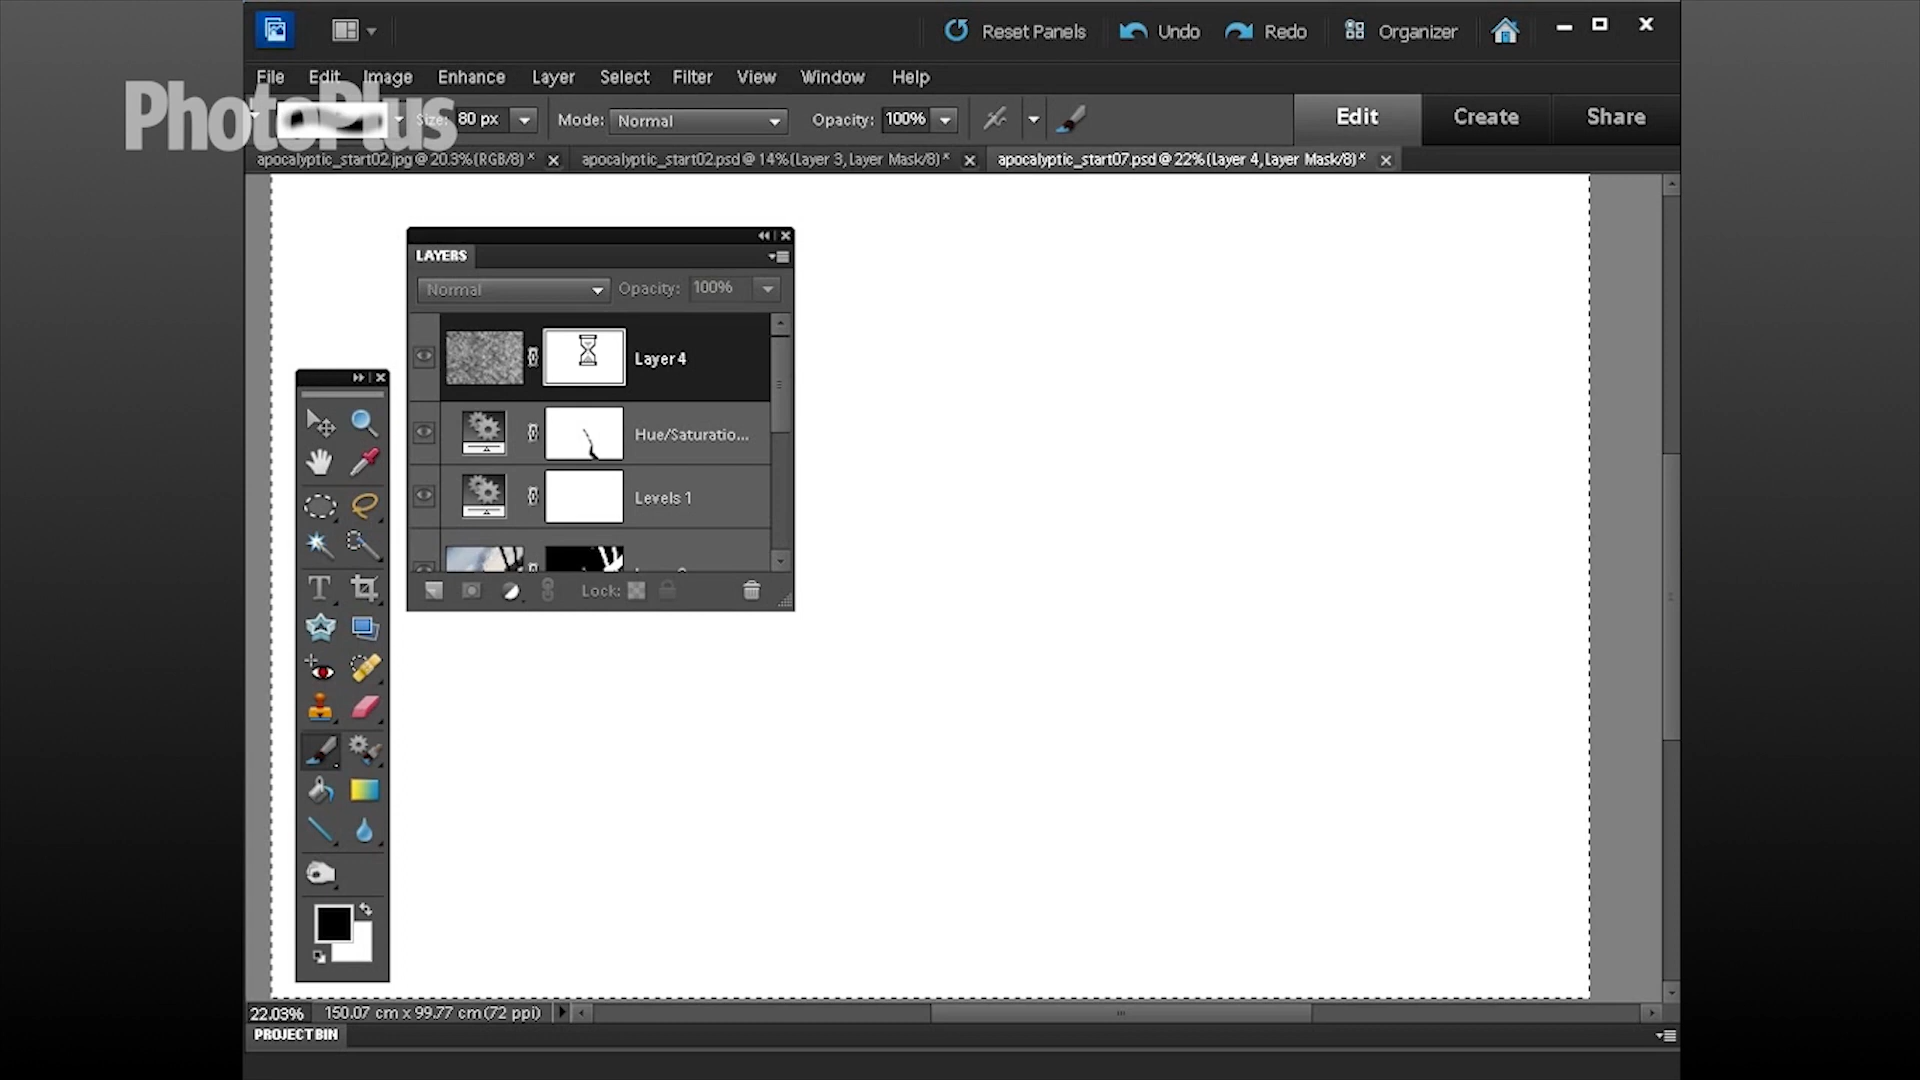 Reset Panels Undo Redo Organizer
File Edit Image Enhance Layer Select Filter View Window Help
PhotoPlus
Size: 80 px Mode: Normal Opacity: 100% Edit Create Share
apocalyptic_start02.jpg @ 20.3%(RGB/8) * apocalyptic_start02.psd @ 14%(Layer 3, Layer Mask/8) * apocalyptic_start07.psd @ 22%(Layer 4, Layer Mask/8) *
LAYERS
Normal Opacity: 100%
Layer 4
Hue/Saturatio...
Levels 1
Lock:
22.03% 150.07 cm x 99.77 cm (72 ppi)
PROJECT BIN